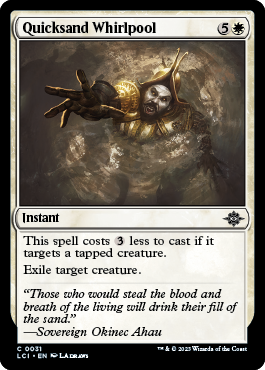 Quicksand Whirlpool 5
Instant
This spell costs 3 less to cast if it
targets a tapped creature.
Exile target creature.
“Those who would steal the blood and
breath of the living will drink their fill of
the sand.”
—Sovereign Okinec Ahau
C 0031
LCI • EN LA DRAWS
™ & © 2023 Wizards of the Coast